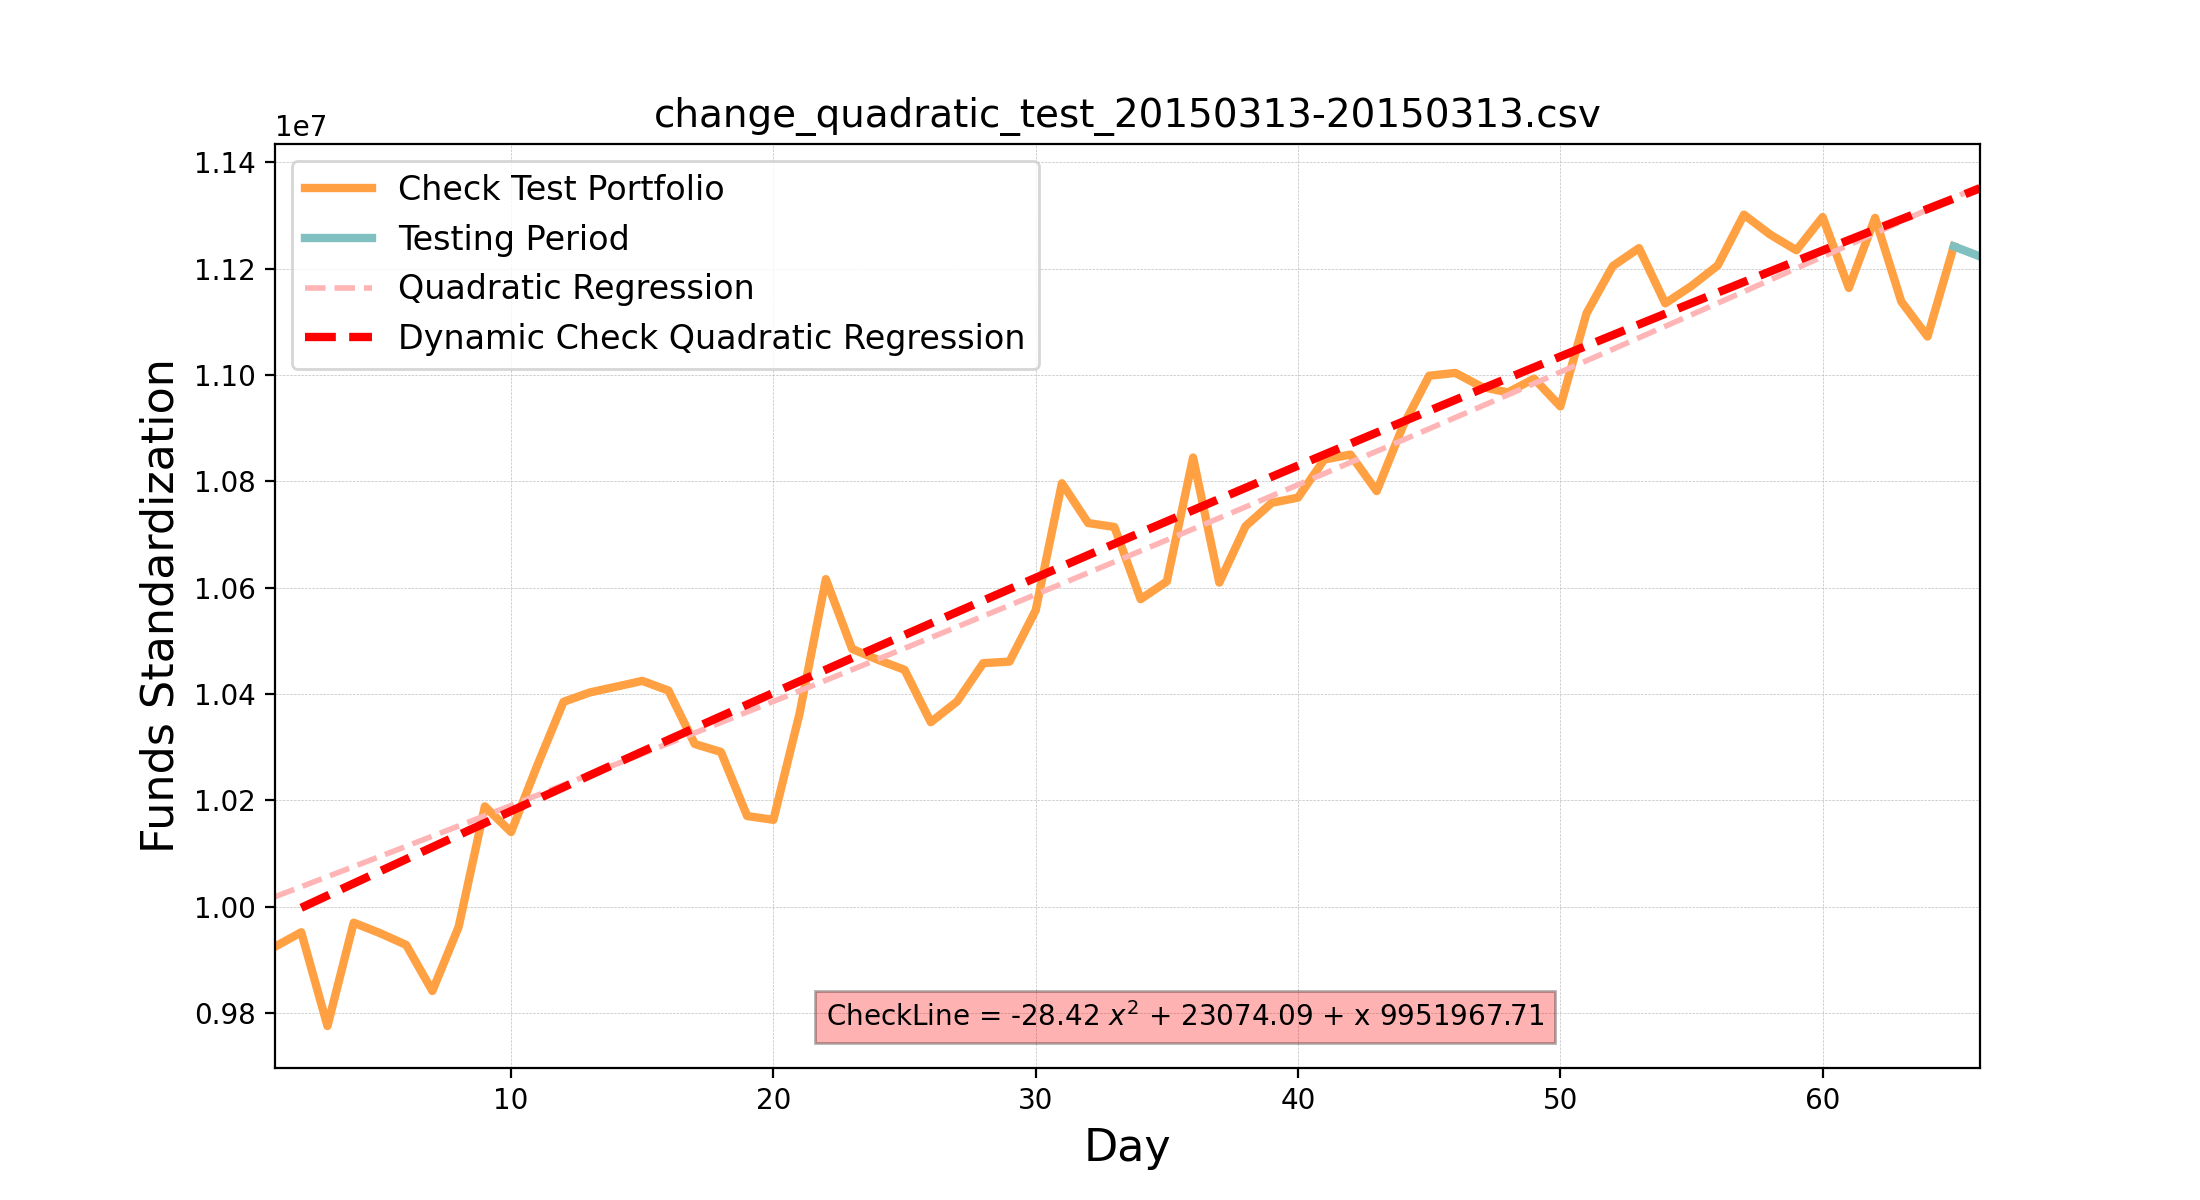 change_quadratic_test_20150313-20150313.csv
1e7
1.14
1.12
1.10
1.08
1.06
1.04
1.02
1.00
0.98
Funds Standardization
Check Test Portfolio
Testing Period
Quadratic Regression
Dynamic Check Quadratic Regression
CheckLine = -28.42 x² + 23074.09 + x 9951967.71
10 20 30 40 50 60
Day